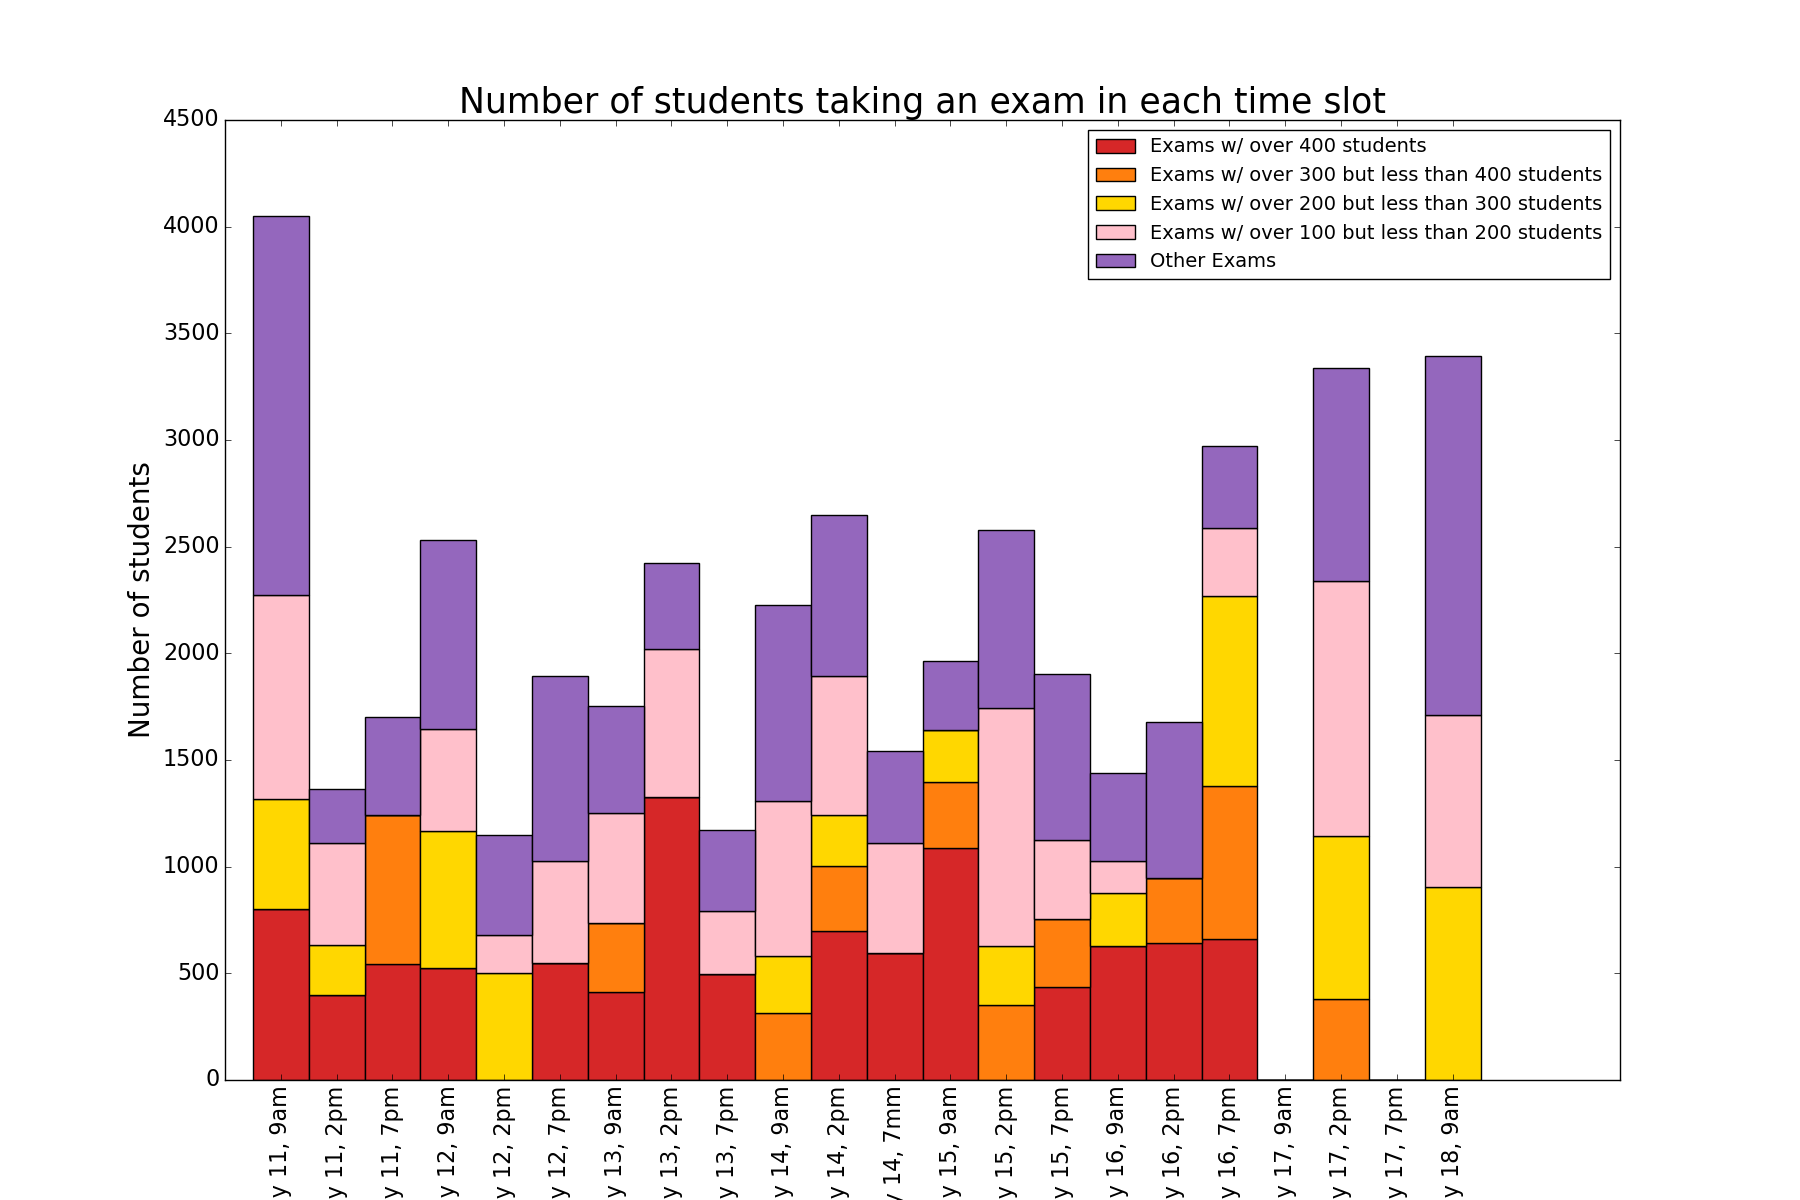 Number of students taking an exam in each time slot
4500
4000
3500
3000
2500
2000
1500
1000
500
0
Number of students
Exams w/ over 400 students
Exams w/ over 300 but less than 400 students
Exams w/ over 200 but less than 300 students
Exams w/ over 100 but less than 200 students
Other Exams
y 11, 9am
y 11, 2pm
y 11, 7pm
y 12, 9am
y 12, 2pm
y 12, 7pm
y 13, 9am
y 13, 2pm
y 13, 7pm
y 14, 9am
y 14, 2pm
y 14, 7mm
y 15, 9am
y 15, 2pm
y 15, 7pm
y 16, 9am
y 16, 2pm
y 16, 7pm
y 17, 9am
y 17, 2pm
y 17, 7pm
y 18, 9am